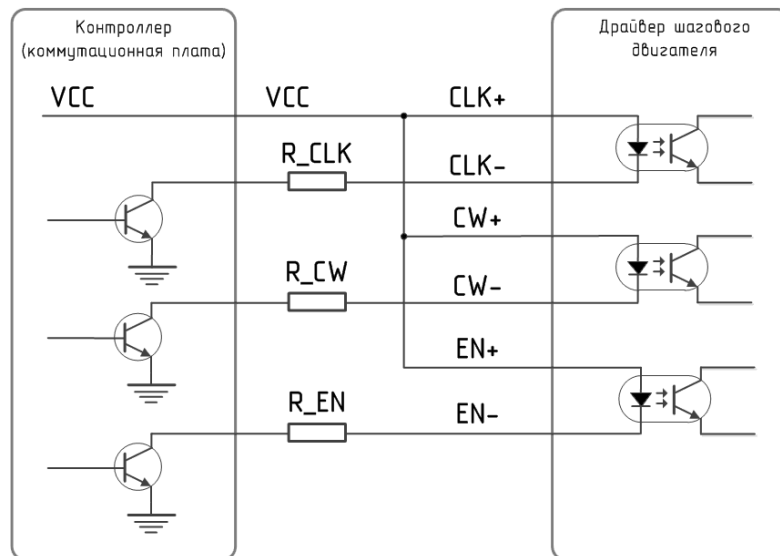 Контроллер
(коммутационная плата)
Драйвер шагового
двигателя
VCC
VCC
CLK+
R_CLK
CLK-
CW+
R_CW
CW-
EN+
R_EN
EN-